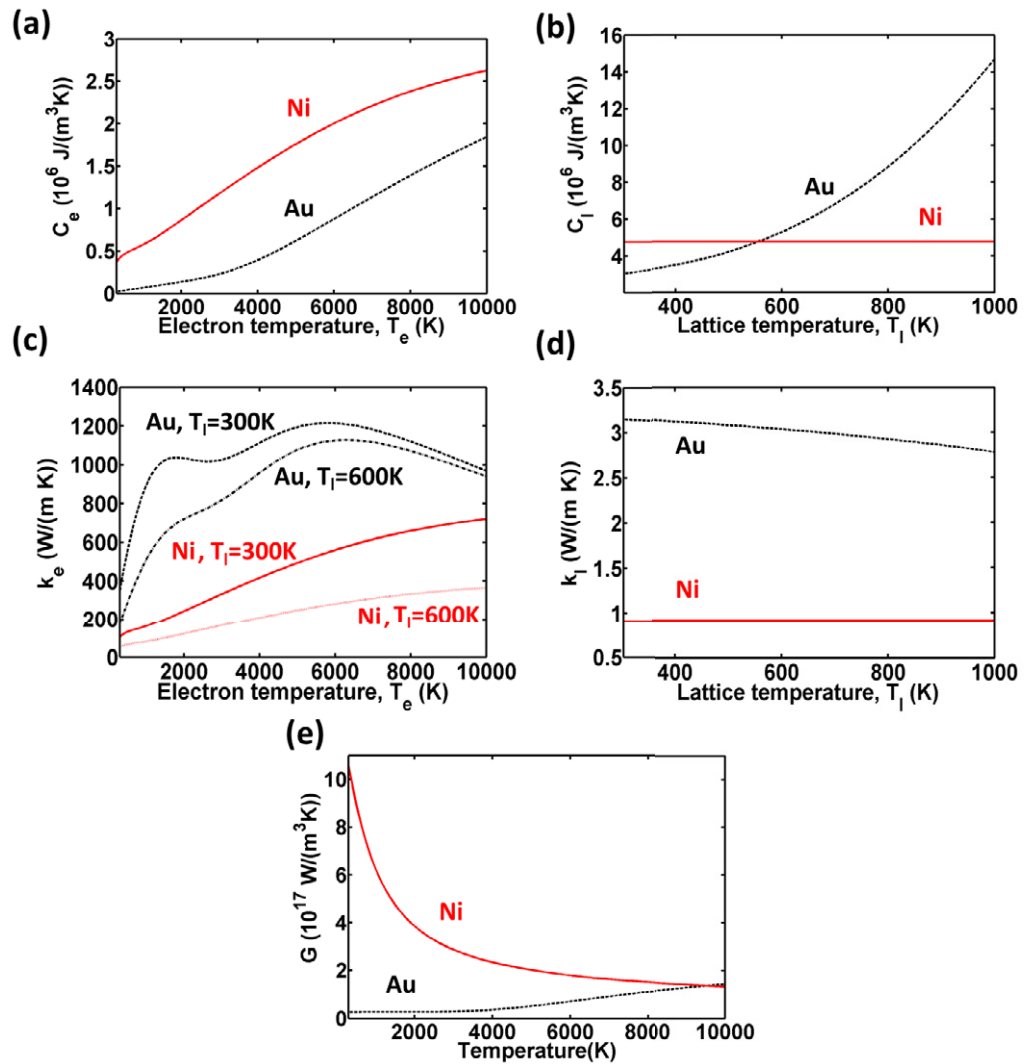 (a)
3
2.5
2
1.5
1
0.5
0
C_e (10^6 J/(m^3K))
Ni
Au
2000 4000 6000 8000 10000
Electron temperature, T_e (K)
(b)
16
14
12
10
8
6
4
2
C_l (10^6 J/(m^3K))
Au
Ni
400 600 800 1000
Lattice temperature, T_l (K)
(c)
1400
1200
1000
800
600
400
200
0
k_e (W/(m K))
Au, T_l=300K
Au, T_l=600K
Ni, T_l=300K
Ni, T_l=600K
2000 4000 6000 8000 10000
Electron temperature, T_e (K)
(d)
3.5
3
2.5
2
1.5
1
0.5
k_l (W/(m K))
Au
Ni
400 600 800 1000
Lattice temperature, T_l (K)
(e)
10
8
6
4
2
0
G (10^17 W/(m^3K))
Ni
Au
2000 4000 6000 8000 10000
Temperature(K)